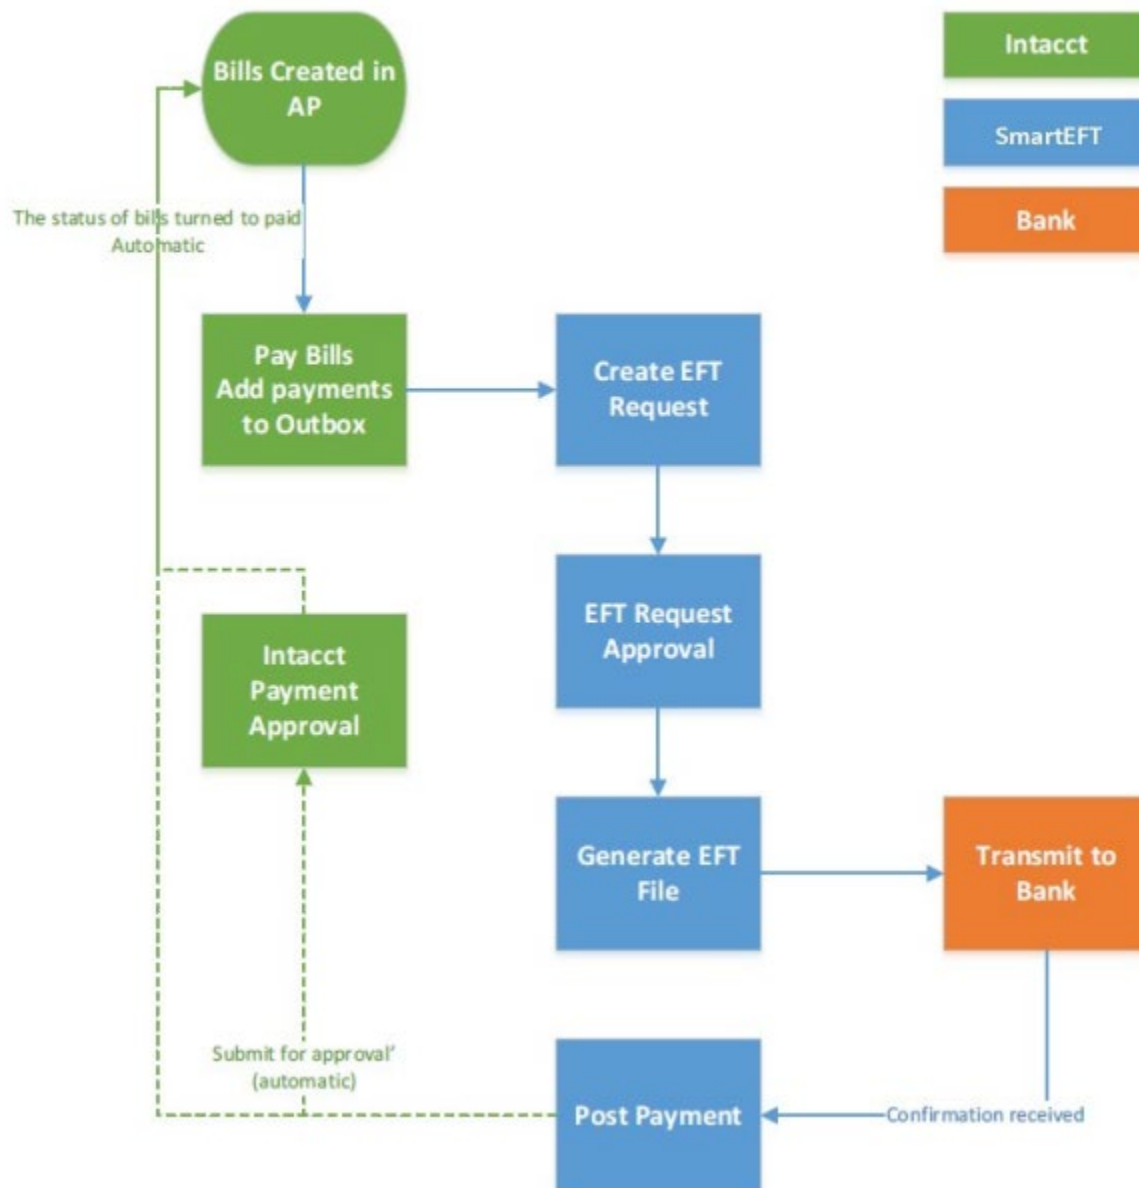 Bills Created in
AP
Intacct
SmartEFT
Bank
The status of bills turned to paid
Automatic
Pay Bills
Add payments
to Outbox
Create EFT
Request
EFT Request
Approval
Intacct
Payment
Approval
Generate EFT
File
Transmit to
Bank
Submit for approval'
(automatic)
Post Payment
Confirmation received